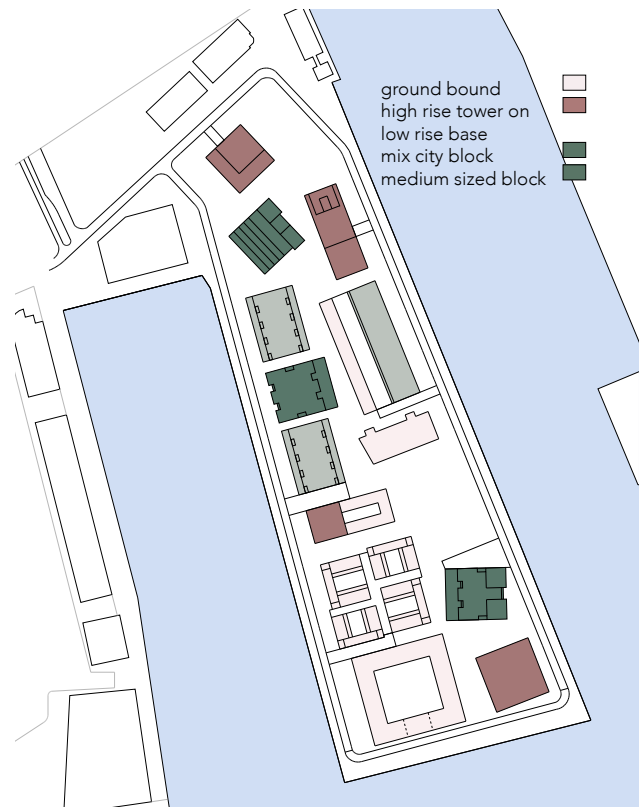 ground bound
high rise tower on
low rise base
mix city block
medium sized block